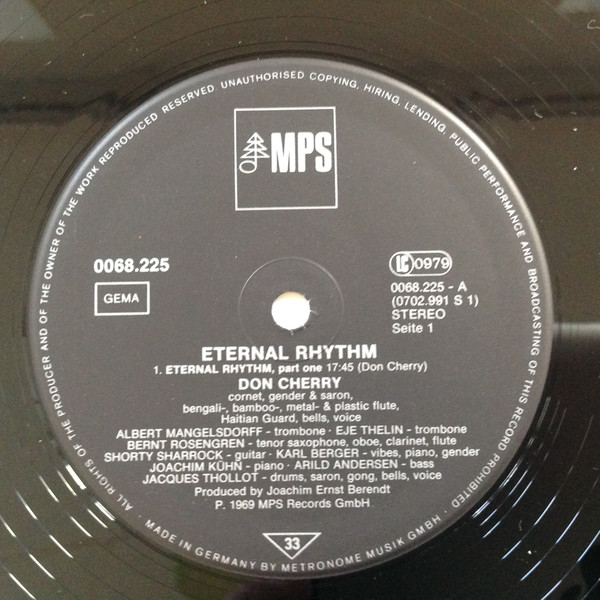 ALL RIGHTS OF THE PRODUCER AND OF THE OWNER OF THE WORK REPRODUCED RESERVED UNAUTHORISED COPYING, HIRING, LENDING, PUBLIC PERFORMANCE AND BROADCASTING OF THIS RECORD PROHIBITED ·
MPS
0068.225
GEMA
LC 0979
0068.225 - A
(0702.991 S 1)
STEREO
Seite 1
ETERNAL RHYTHM
1. ETERNAL RHYTHM, part one 17:45 (Don Cherry)
DON CHERRY
cornet, gender & saron,
bengali-, bamboo-, metal- & plastic flute,
Haitian Guard, bells, voice
ALBERT MANGELSDORFF - trombone · EJE THELIN - trombone
BERNT ROSENGREN - tenor saxophone, oboe, clarinet, flute
SHORTY SHARROCK - guitar · KARL BERGER - vibes, piano, gender
JOACHIM KÜHN - piano · ARILD ANDERSEN - bass
JACQUES THOLLOT - drums, saron, gong, bells, voice
Produced by Joachim Ernst Berendt
P. 1969 MPS Records GmbH
33
· MADE IN GERMANY BY METRONOME MUSIK GMBH ·